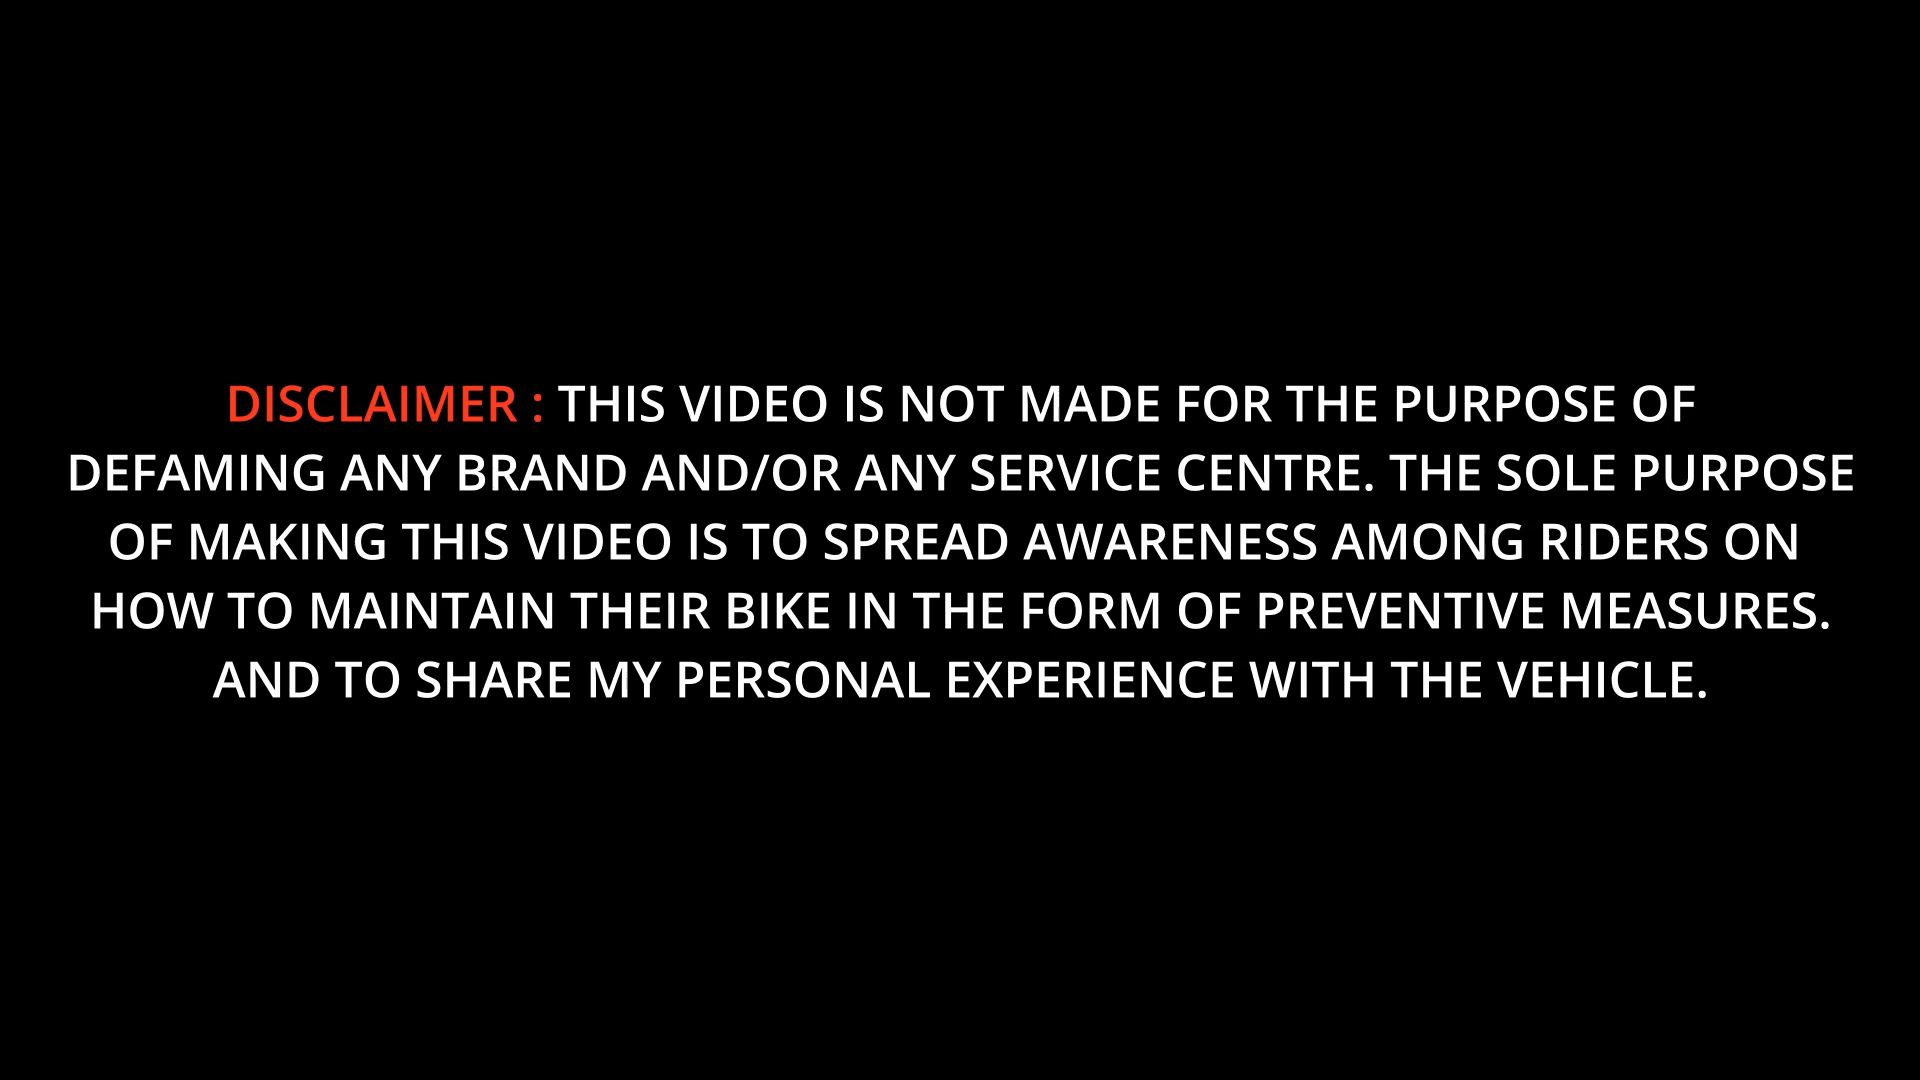 DISCLAIMER : THIS VIDEO IS NOT MADE FOR THE PURPOSE OF
DEFAMING ANY BRAND AND/OR ANY SERVICE CENTRE. THE SOLE PURPOSE
OF MAKING THIS VIDEO IS TO SPREAD AWARENESS AMONG RIDERS ON
HOW TO MAINTAIN THEIR BIKE IN THE FORM OF PREVENTIVE MEASURES.
AND TO SHARE MY PERSONAL EXPERIENCE WITH THE VEHICLE.